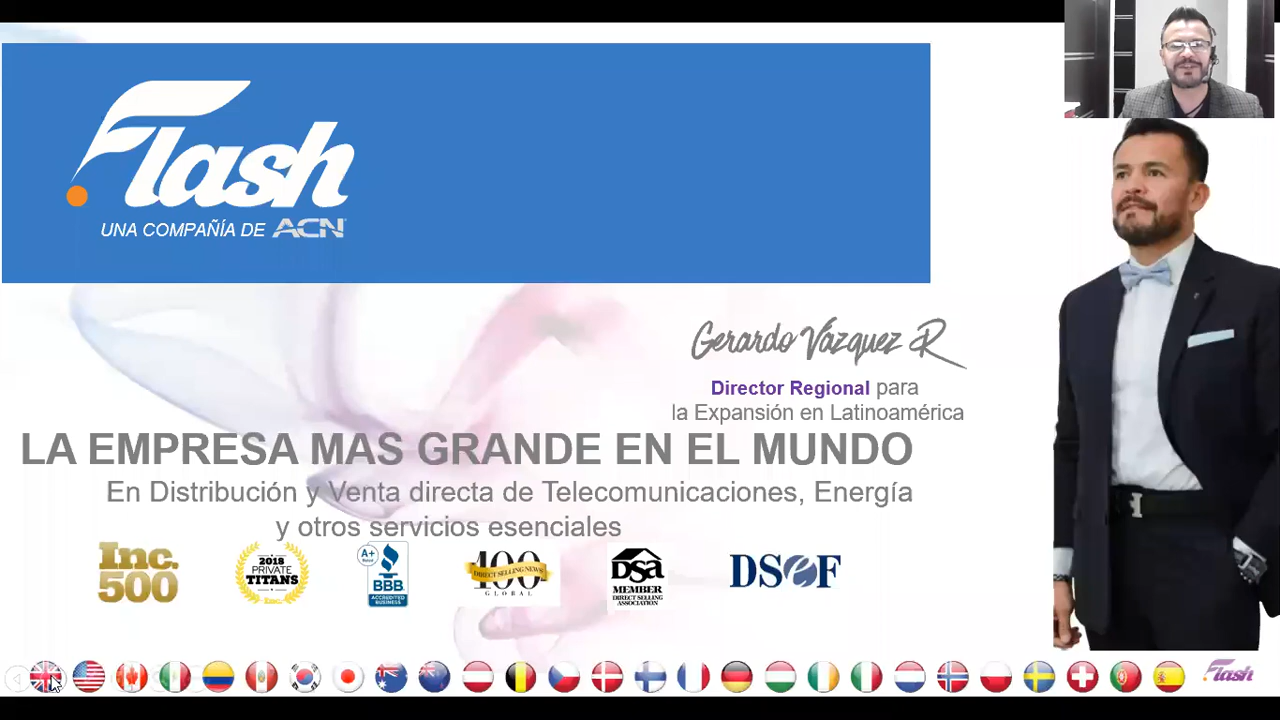 Flash
UNA COMPAÑÍA DE ACN
Gerardo Vázquez R
Director Regional para
la Expansión en Latinoamérica
LA EMPRESA MAS GRANDE EN EL MUNDO
En Distribución y Venta directa de Telecomunicaciones, Energía
y otros servicios esenciales
Inc.
500
2018
PRIVATE
TITANS
Inc.
A+
BBB
ACCREDITED
BUSINESS
100
DIRECT SELLING NEWS
GLOBAL
DSA
MEMBER
DIRECT SELLING
ASSOCIATION
DSEF
Flash